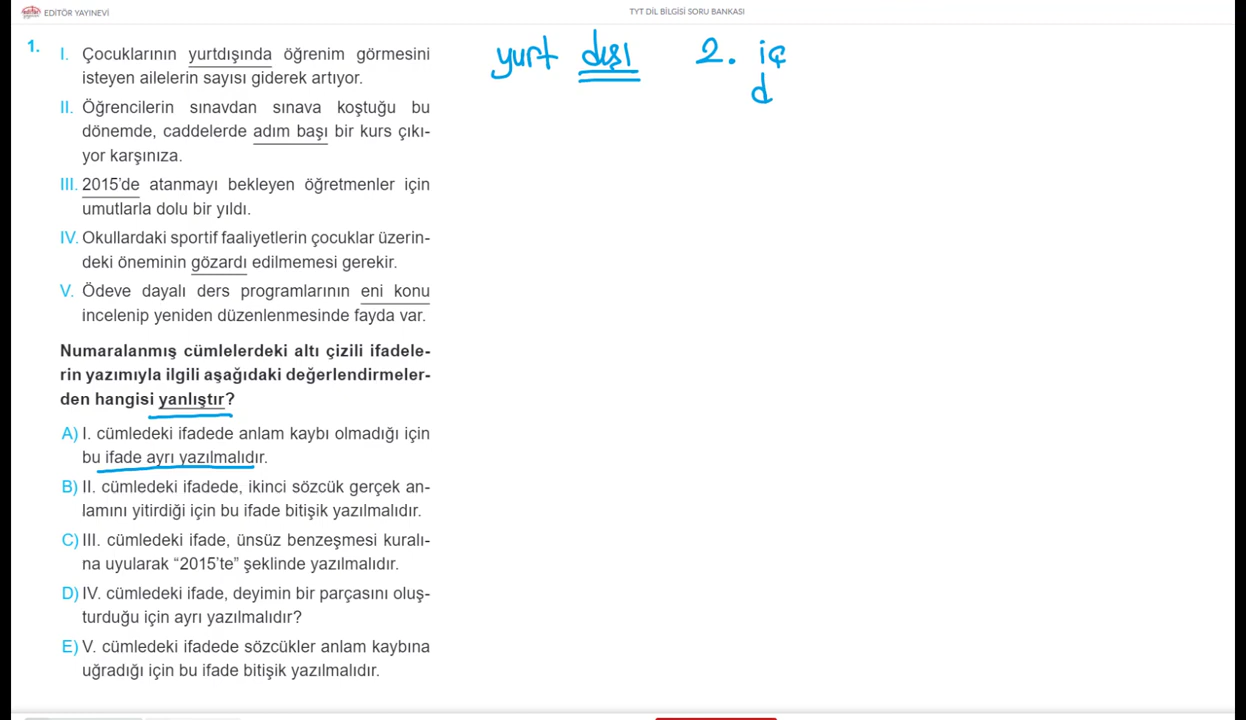 EDİTÖR YAYINEVİ
TYT DİL BİLGİSİ SORU BANKASI
yurt dışı 2. iç
d
1.
I. Çocuklarının yurtdışında öğrenim görmesini
isteyen ailelerin sayısı giderek artıyor.
II. Öğrencilerin sınavdan sınava koştuğu bu
dönemde, caddelerde adım başı bir kurs çıkı-
yor karşınıza.
III. 2015’de atanmayı bekleyen öğretmenler için
umutlarla dolu bir yıldı.
IV. Okullardaki sportif faaliyetlerin çocuklar üzerin-
deki öneminin gözardı edilmemesi gerekir.
V. Ödeve dayalı ders programlarının eni konu
incelenip yeniden düzenlenmesinde fayda var.
Numaralanmış cümlelerdeki altı çizili ifadele-
rin yazımıyla ilgili aşağıdaki değerlendirmeler-
den hangisi yanlıştır?
A) I. cümledeki ifadede anlam kaybı olmadığı için
bu ifade ayrı yazılmalıdır.
B) II. cümledeki ifadede, ikinci sözcük gerçek an-
lamını yitirdiği için bu ifade bitişik yazılmalıdır.
C) III. cümledeki ifade, ünsüz benzeşmesi kuralı-
na uyularak “2015’te” şeklinde yazılmalıdır.
D) IV. cümledeki ifade, deyimin bir parçasını oluş-
turduğu için ayrı yazılmalıdır?
E) V. cümledeki ifadede sözcükler anlam kaybına
uğradığı için bu ifade bitişik yazılmalıdır.